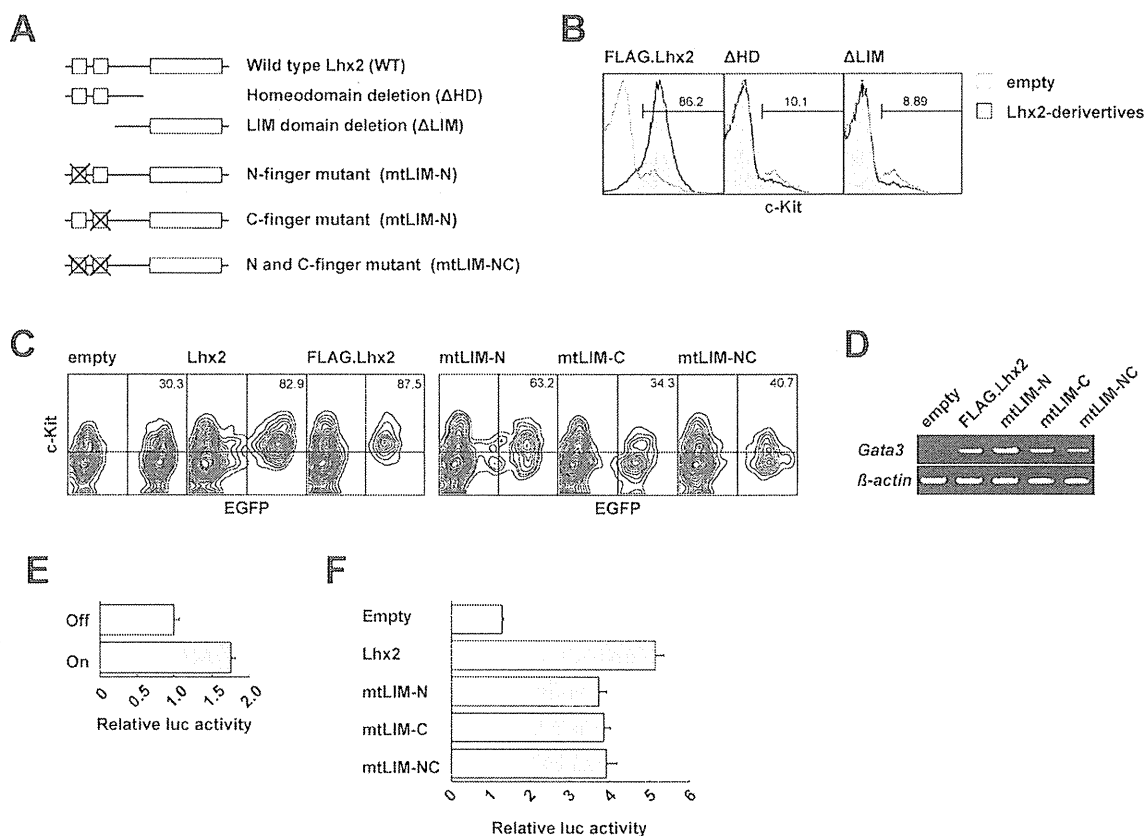 A
Wild type Lhx2 (WT)
Homeodomain deletion (ΔHD)
LIM domain deletion (ΔLIM)
N-finger mutant (mtLIM-N)
C-finger mutant (mtLIM-N)
N and C-finger mutant (mtLIM-NC)
B
FLAG.Lhx2 ΔHD ΔLIM
86.2 10.1 8.89
c-Kit
empty
Lhx2-derivertives
C
empty Lhx2 FLAG.Lhx2 mtLIM-N mtLIM-C mtLIM-NC
30.3 82.9 87.5 63.2 34.3 40.7
c-Kit
EGFP EGFP
D
empty FLAG.Lhx2 mtLIM-N mtLIM-C mtLIM-NC
Gata3
ß-actin
E
Off
On
0 0.5 1.0 1.5 2.0
Relative luc activity
F
Empty
Lhx2
mtLIM-N
mtLIM-C
mtLIM-NC
0 1 2 3 4 5 6
Relative luc activity